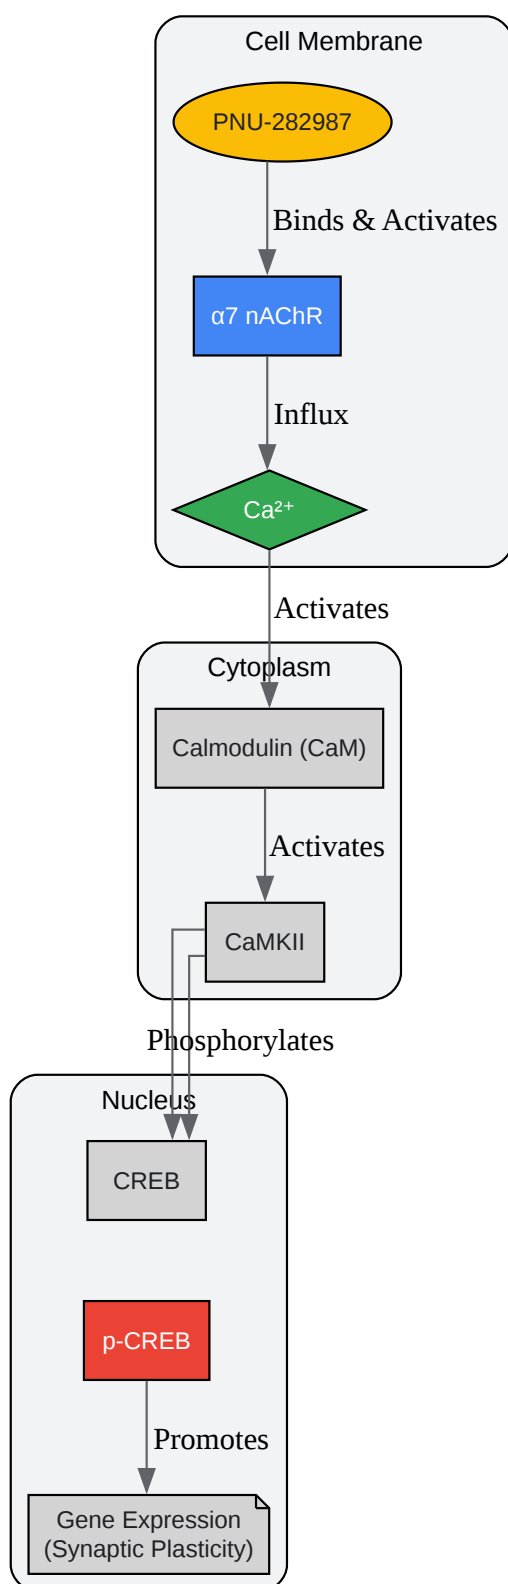 Cell Membrane
PNU-282987
Binds & Activates
α7 nAChR
Influx
Ca²⁺
Activates
Cytoplasm
Calmodulin (CaM)
Activates
CaMKII
Phosphorylates
Nucleus
CREB
p-CREB
Promotes
Gene Expression
(Synaptic Plasticity)